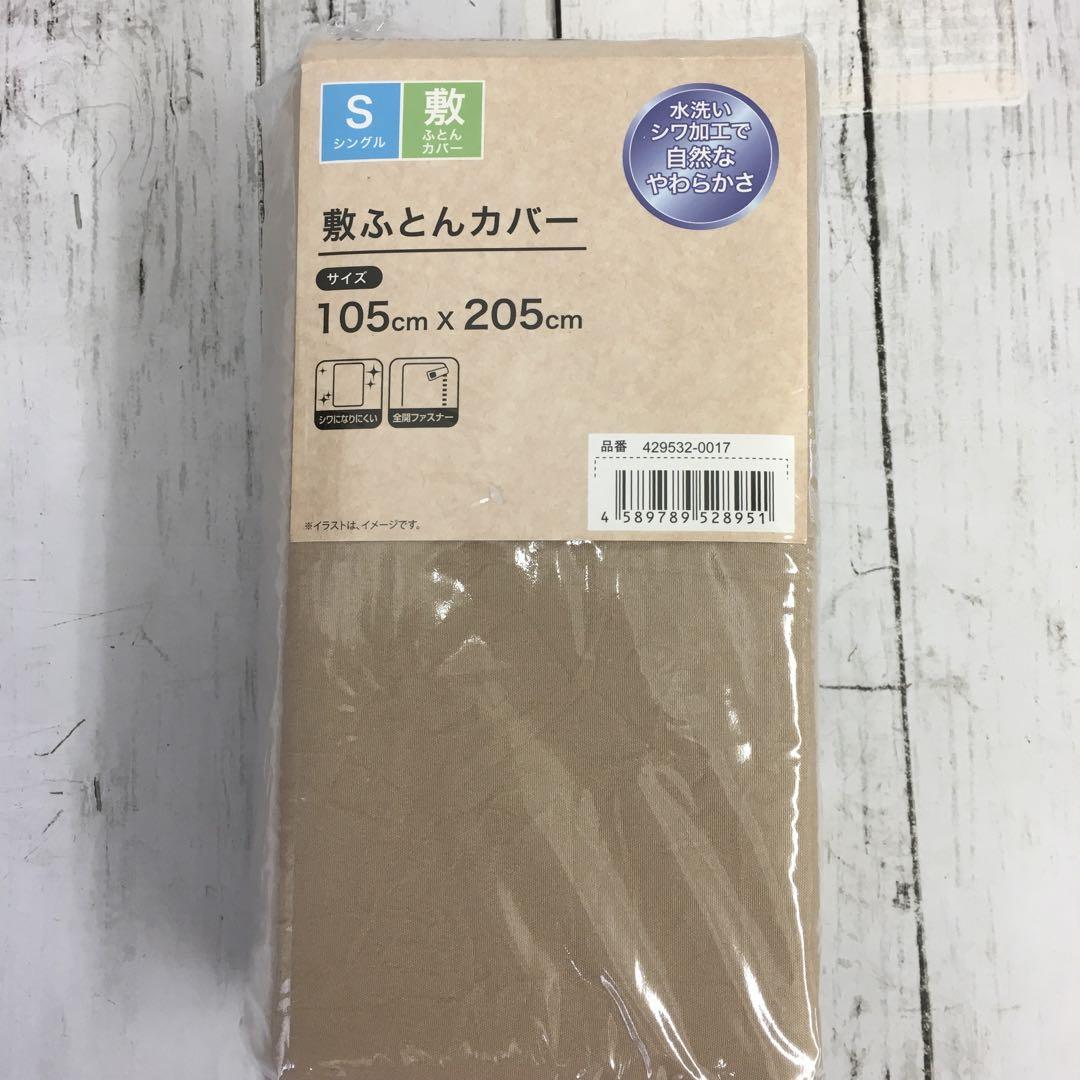 S
シングル
敷
ふとん
カバー
水洗い
シワ加工で
自然な
やわらかさ
敷ふとんカバー
サイズ
105cm x 205cm
シワになりにくい
全開ファスナー
品番 429532-0017
4 589789 528951
※イラストは、イメージです。